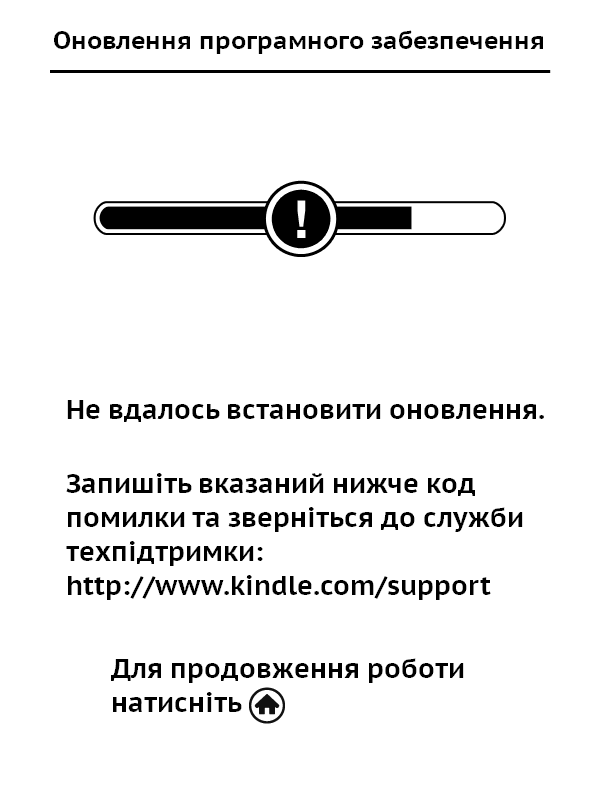 Оновлення програмного забезпечення
!
Не вдалось встановити оновлення.
Запишіть вказаний нижче код
помилки та зверніться до служби
техпідтримки:
http://www.kindle.com/support
Для продовження роботи
натисніть